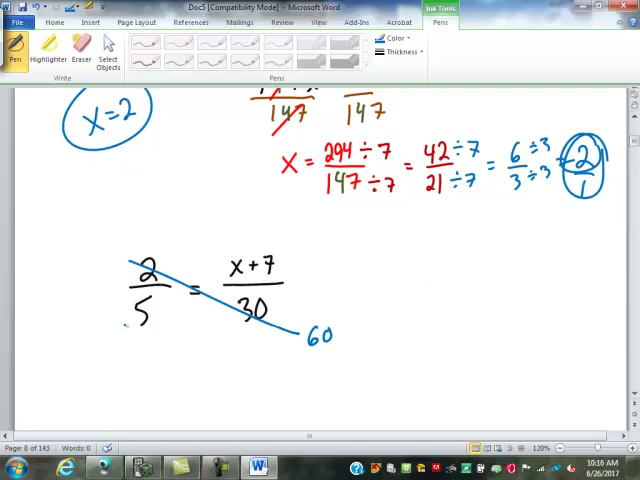 Doc5 [Compatibility Mode] - Microsoft Word
Ink Tools
File Home Insert Page Layout References Mailings Review View Add-Ins Acrobat Pens
Pen Highlighter Eraser Select Objects
Color
Thickness
Write
Pens
x=2
147 147
x = 294÷7 / 147÷7 = 42÷7 / 21÷7 = 6÷3 / 3÷3 = 2 / 1
2 / 5 = x+7 / 30
60
Page: 8 of 143 Words: 0
120%
10:16 AM
6/26/2017